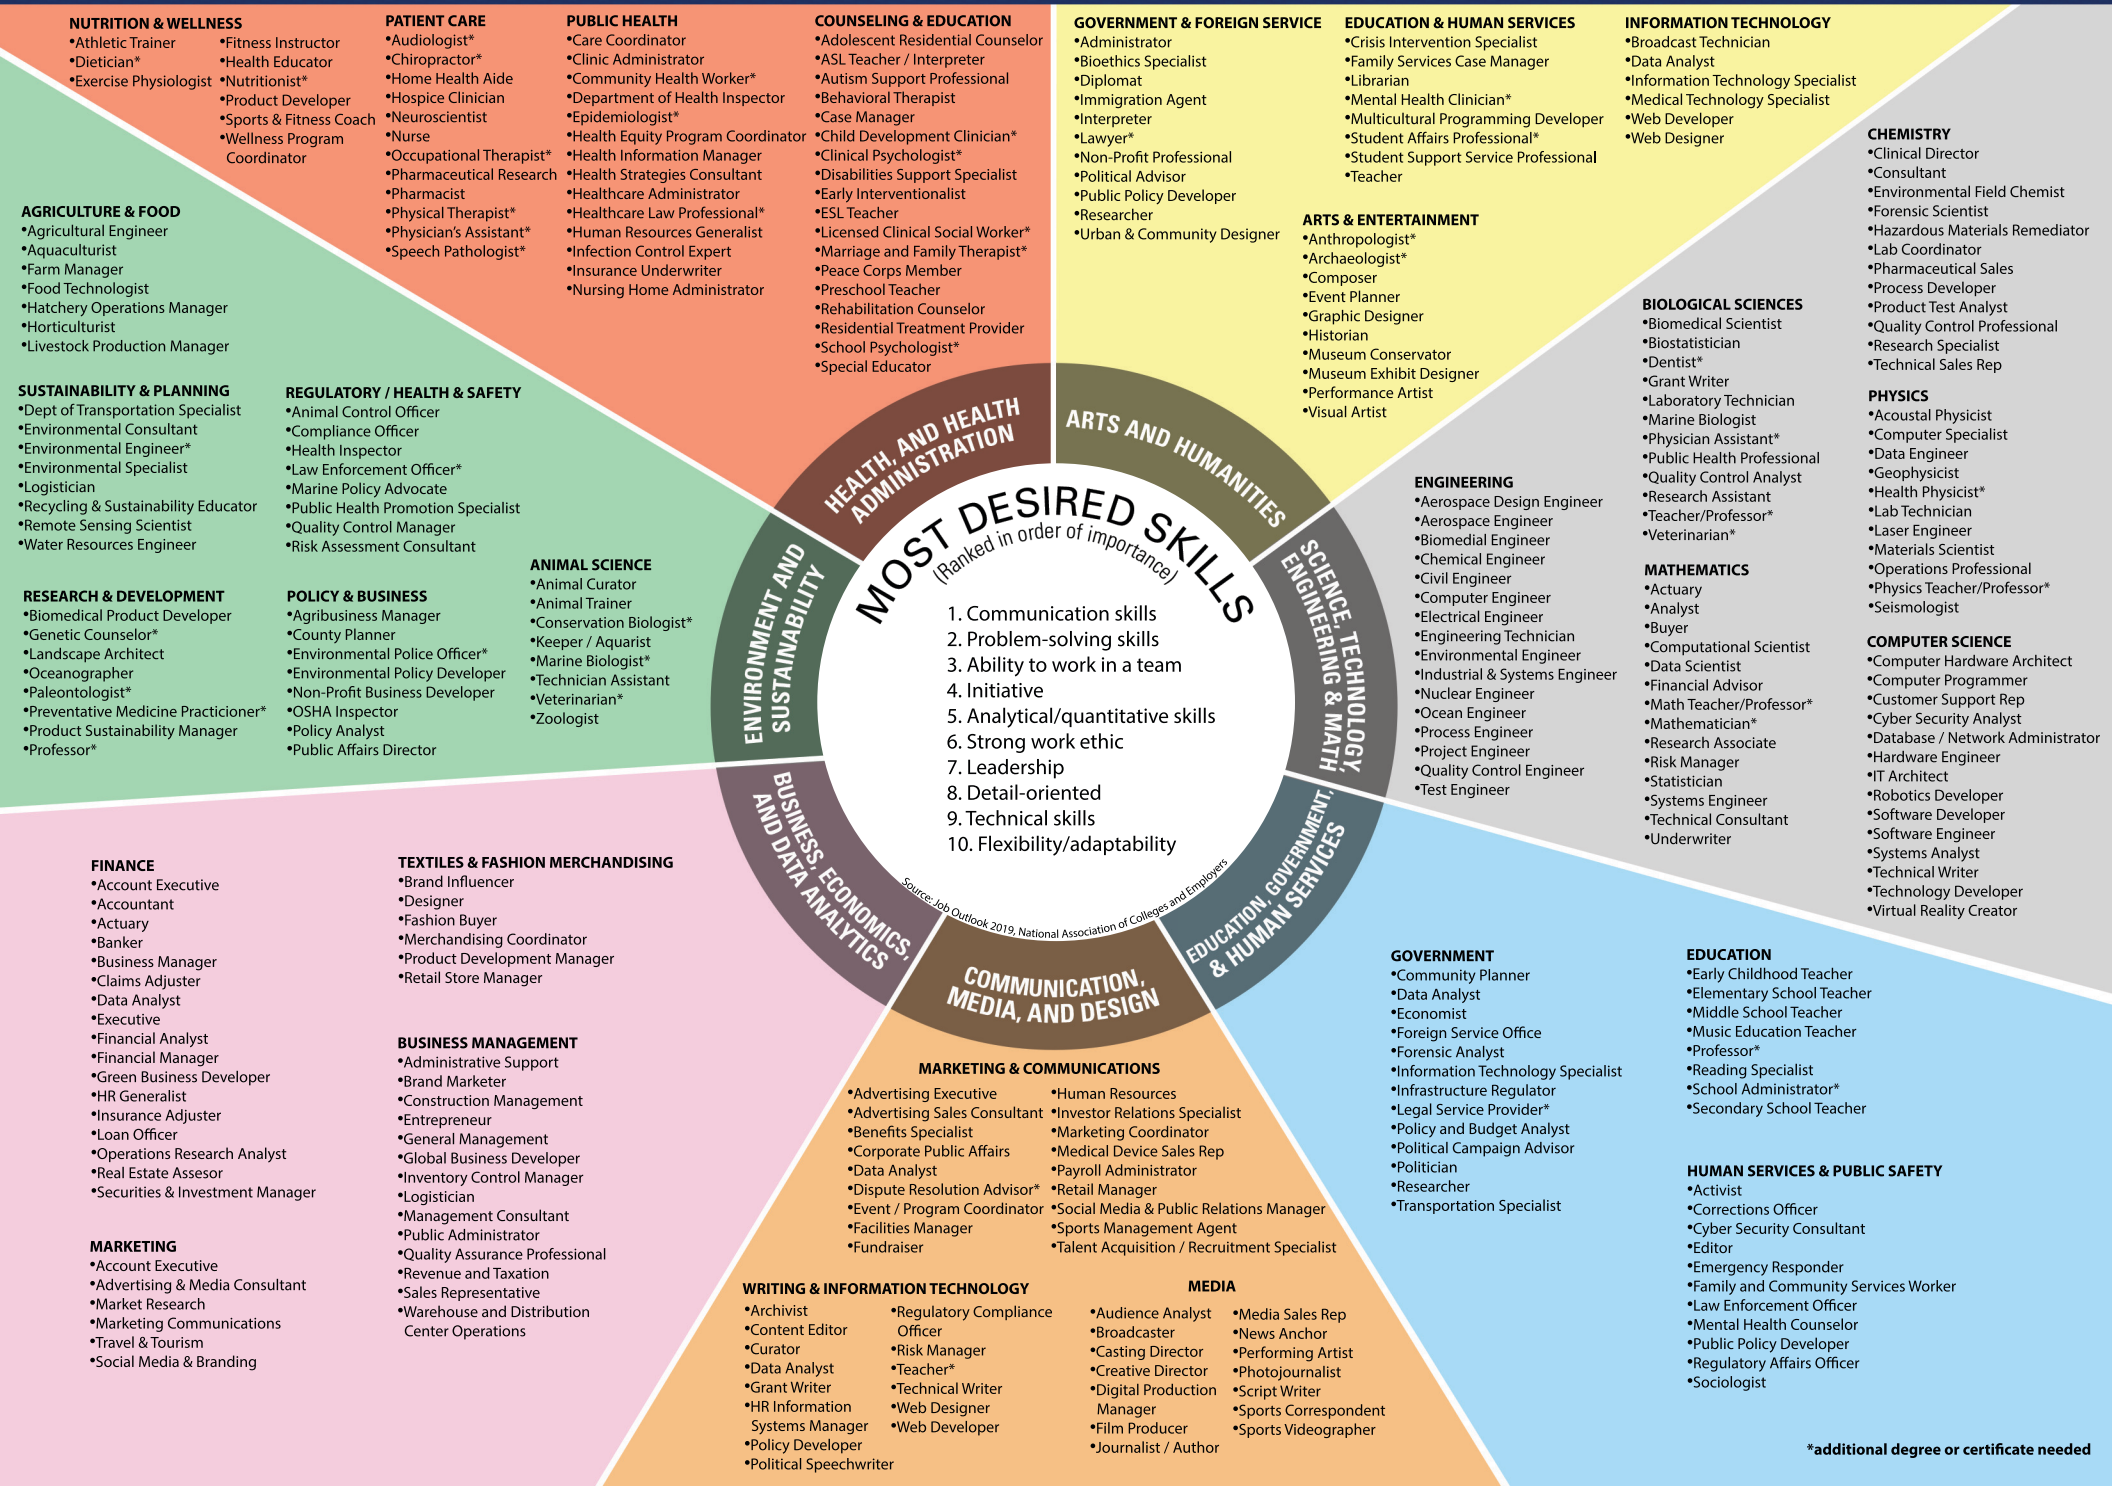 NUTRITION & WELLNESS
•Athletic Trainer
•Dietician*
•Exercise Physiologist
•Fitness Instructor
•Health Educator
•Nutritionist*
•Product Developer
•Sports & Fitness Coach
•Wellness Program
Coordinator
PATIENT CARE
•Audiologist*
•Chiropractor*
•Home Health Aide
•Hospice Clinician
•Neuroscientist
•Nurse
•Occupational Therapist*
•Pharmaceutical Research
•Pharmacist
•Physical Therapist*
•Physician's Assistant*
•Speech Pathologist*
PUBLIC HEALTH
•Care Coordinator
•Clinic Administrator
•Community Health Worker*
•Department of Health Inspector
•Epidemiologist*
•Health Equity Program Coordinator
•Health Information Manager
•Health Strategies Consultant
•Healthcare Administrator
•Healthcare Law Professional*
•Human Resources Generalist
•Infection Control Expert
•Insurance Underwriter
•Nursing Home Administrator
COUNSELING & EDUCATION
•Adolescent Residential Counselor
•ASL Teacher / Interpreter
•Autism Support Professional
•Behavioral Therapist
•Case Manager
•Child Development Clinician*
•Clinical Psychologist*
•Disabilities Support Specialist
•Early Interventionalist
•ESL Teacher
•Licensed Clinical Social Worker*
•Marriage and Family Therapist*
•Peace Corps Member
•Preschool Teacher
•Rehabilitation Counselor
•Residential Treatment Provider
•School Psychologist*
•Special Educator
GOVERNMENT & FOREIGN SERVICE
•Administrator
•Bioethics Specialist
•Diplomat
•Immigration Agent
•Interpreter
•Lawyer*
•Non-Profit Professional
•Political Advisor
•Public Policy Developer
•Researcher
•Urban & Community Designer
EDUCATION & HUMAN SERVICES
•Crisis Intervention Specialist
•Family Services Case Manager
•Librarian
•Mental Health Clinician*
•Multicultural Programming Developer
•Student Affairs Professional*
•Student Support Service Professional
•Teacher
ARTS & ENTERTAINMENT
•Anthropologist*
•Archaeologist*
•Composer
•Event Planner
•Graphic Designer
•Historian
•Museum Conservator
•Museum Exhibit Designer
•Performance Artist
•Visual Artist
INFORMATION TECHNOLOGY
•Broadcast Technician
•Data Analyst
•Information Technology Specialist
•Medical Technology Specialist
•Web Developer
•Web Designer
CHEMISTRY
•Clinical Director
•Consultant
•Environmental Field Chemist
•Forensic Scientist
•Hazardous Materials Remediator
•Lab Coordinator
•Pharmaceutical Sales
•Process Developer
•Product Test Analyst
•Quality Control Professional
•Research Specialist
•Technical Sales Rep
BIOLOGICAL SCIENCES
•Biomedical Scientist
•Biostatistician
•Dentist*
•Grant Writer
•Laboratory Technician
•Marine Biologist
•Physician Assistant*
•Public Health Professional
•Quality Control Analyst
•Research Assistant
•Teacher/Professor*
•Veterinarian*
PHYSICS
•Acoustal Physicist
•Computer Specialist
•Data Engineer
•Geophysicist
•Health Physicist*
•Lab Technician
•Laser Engineer
•Materials Scientist
•Operations Professional
•Physics Teacher/Professor*
•Seismologist
ENGINEERING
•Aerospace Design Engineer
•Aerospace Engineer
•Biomedial Engineer
•Chemical Engineer
•Civil Engineer
•Computer Engineer
•Electrical Engineer
•Engineering Technician
•Environmental Engineer
•Industrial & Systems Engineer
•Nuclear Engineer
•Ocean Engineer
•Process Engineer
•Project Engineer
•Quality Control Engineer
•Test Engineer
MATHEMATICS
•Actuary
•Analyst
•Buyer
•Computational Scientist
•Data Scientist
•Financial Advisor
•Math Teacher/Professor*
•Mathematician*
•Research Associate
•Risk Manager
•Statistician
•Systems Engineer
•Technical Consultant
•Underwriter
COMPUTER SCIENCE
•Computer Hardware Architect
•Computer Programmer
•Customer Support Rep
•Cyber Security Analyst
•Database / Network Administrator
•Hardware Engineer
•IT Architect
•Robotics Developer
•Software Developer
•Software Engineer
•Systems Analyst
•Technical Writer
•Technology Developer
•Virtual Reality Creator
AGRICULTURE & FOOD
•Agricultural Engineer
•Aquaculturist
•Farm Manager
•Food Technologist
•Hatchery Operations Manager
•Horticulturist
•Livestock Production Manager
SUSTAINABILITY & PLANNING
•Dept of Transportation Specialist
•Environmental Consultant
•Environmental Engineer*
•Environmental Specialist
•Logistician
•Recycling & Sustainability Educator
•Remote Sensing Scientist
•Water Resources Engineer
REGULATORY / HEALTH & SAFETY
•Animal Control Officer
•Compliance Officer
•Health Inspector
•Law Enforcement Officer*
•Marine Policy Advocate
•Public Health Promotion Specialist
•Quality Control Manager
•Risk Assessment Consultant
RESEARCH & DEVELOPMENT
•Biomedical Product Developer
•Genetic Counselor*
•Landscape Architect
•Oceanographer
•Paleontologist*
•Preventative Medicine Practicioner*
•Product Sustainability Manager
•Professor*
POLICY & BUSINESS
•Agribusiness Manager
•County Planner
•Environmental Police Officer*
•Environmental Policy Developer
•Non-Profit Business Developer
•OSHA Inspector
•Policy Analyst
•Public Affairs Director
ANIMAL SCIENCE
•Animal Curator
•Animal Trainer
•Conservation Biologist*
•Keeper / Aquarist
•Marine Biologist*
•Technician Assistant
•Veterinarian*
•Zoologist
HEALTH, AND HEALTH
ADMINISTRATION
ARTS AND HUMANITIES
SCIENCE, TECHNOLOGY,
ENGINEERING & MATH
EDUCATION, GOVERNMENT,
& HUMAN SERVICES
COMMUNICATION,
MEDIA, AND DESIGN
BUSINESS, ECONOMICS,
AND DATA ANALYTICS
ENVIRONMENT AND
SUSTAINABILITY
MOST DESIRED SKILLS
(Ranked in order of importance)
1. Communication skills
2. Problem-solving skills
3. Ability to work in a team
4. Initiative
5. Analytical/quantitative skills
6. Strong work ethic
7. Leadership
8. Detail-oriented
9. Technical skills
10. Flexibility/adaptability
Source: Job Outlook 2019, National Association of Colleges and Employers
FINANCE
•Account Executive
•Accountant
•Actuary
•Banker
•Business Manager
•Claims Adjuster
•Data Analyst
•Executive
•Financial Analyst
•Financial Manager
•Green Business Developer
•HR Generalist
•Insurance Adjuster
•Loan Officer
•Operations Research Analyst
•Real Estate Assesor
•Securities & Investment Manager
MARKETING
•Account Executive
•Advertising & Media Consultant
•Market Research
•Marketing Communications
•Travel & Tourism
•Social Media & Branding
TEXTILES & FASHION MERCHANDISING
•Brand Influencer
•Designer
•Fashion Buyer
•Merchandising Coordinator
•Product Development Manager
•Retail Store Manager
BUSINESS MANAGEMENT
•Administrative Support
•Brand Marketer
•Construction Management
•Entrepreneur
•General Management
•Global Business Developer
•Inventory Control Manager
•Logistician
•Management Consultant
•Public Administrator
•Quality Assurance Professional
•Revenue and Taxation
•Sales Representative
•Warehouse and Distribution
Center Operations
MARKETING & COMMUNICATIONS
•Advertising Executive
•Advertising Sales Consultant
•Benefits Specialist
•Corporate Public Affairs
•Data Analyst
•Dispute Resolution Advisor*
•Event / Program Coordinator
•Facilities Manager
•Fundraiser
•Human Resources
•Investor Relations Specialist
•Marketing Coordinator
•Medical Device Sales Rep
•Payroll Administrator
•Retail Manager
•Social Media & Public Relations Manager
•Sports Management Agent
•Talent Acquisition / Recruitment Specialist
WRITING & INFORMATION TECHNOLOGY
•Archivist
•Content Editor
•Curator
•Data Analyst
•Grant Writer
•HR Information
Systems Manager
•Policy Developer
•Political Speechwriter
•Regulatory Compliance
Officer
•Risk Manager
•Teacher*
•Technical Writer
•Web Designer
•Web Developer
MEDIA
•Audience Analyst
•Broadcaster
•Casting Director
•Creative Director
•Digital Production
Manager
•Film Producer
•Journalist / Author
•Media Sales Rep
•News Anchor
•Performing Artist
•Photojournalist
•Script Writer
•Sports Correspondent
•Sports Videographer
GOVERNMENT
•Community Planner
•Data Analyst
•Economist
•Foreign Service Office
•Forensic Analyst
•Information Technology Specialist
•Infrastructure Regulator
•Legal Service Provider*
•Policy and Budget Analyst
•Political Campaign Advisor
•Politician
•Researcher
•Transportation Specialist
EDUCATION
•Early Childhood Teacher
•Elementary School Teacher
•Middle School Teacher
•Music Education Teacher
•Professor*
•Reading Specialist
•School Administrator*
•Secondary School Teacher
HUMAN SERVICES & PUBLIC SAFETY
•Activist
•Corrections Officer
•Cyber Security Consultant
•Editor
•Emergency Responder
•Family and Community Services Worker
•Law Enforcement Officer
•Mental Health Counselor
•Public Policy Developer
•Regulatory Affairs Officer
•Sociologist
*additional degree or certificate needed